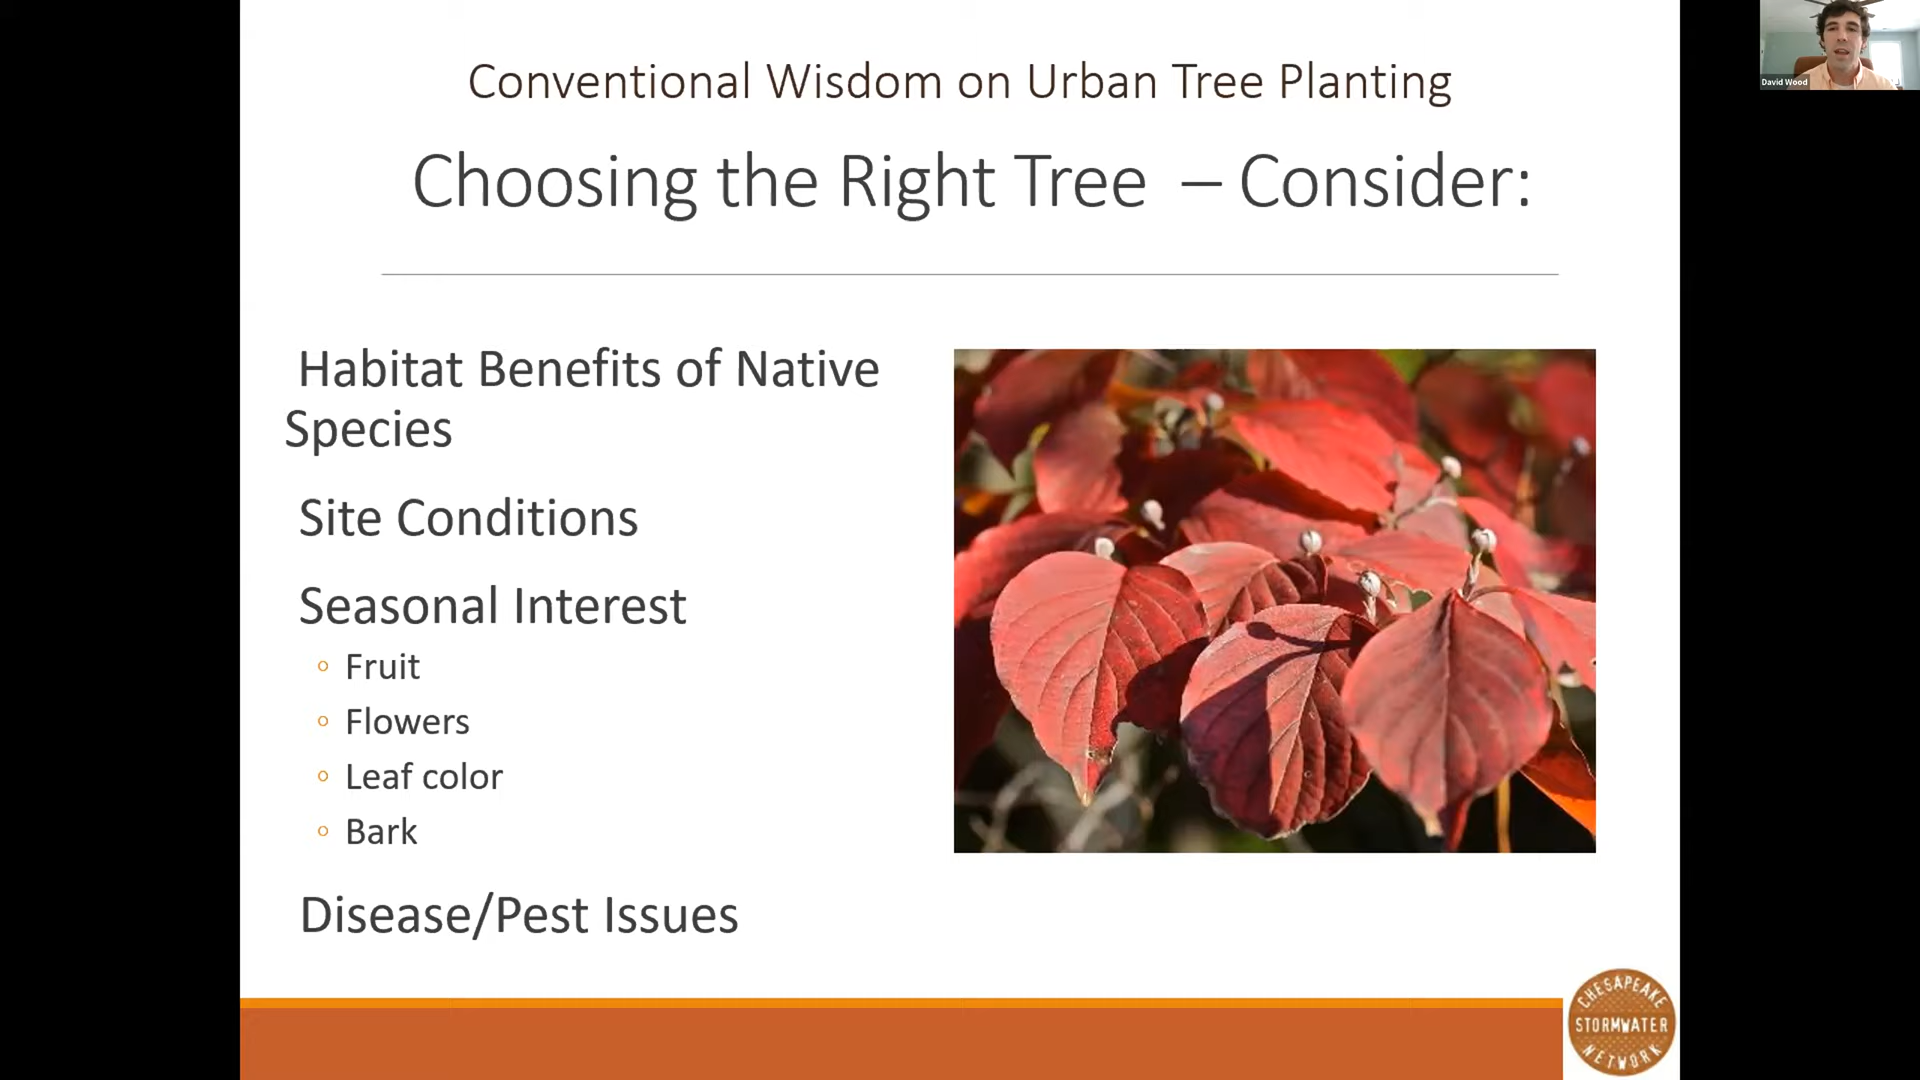 Conventional Wisdom on Urban Tree Planting
Choosing the Right Tree – Consider:
Habitat Benefits of Native
Species
Site Conditions
Seasonal Interest
Fruit
Flowers
Leaf color
Bark
Disease/Pest Issues
CHESAPEAKE
STORMWATER
NETWORK
David Wood